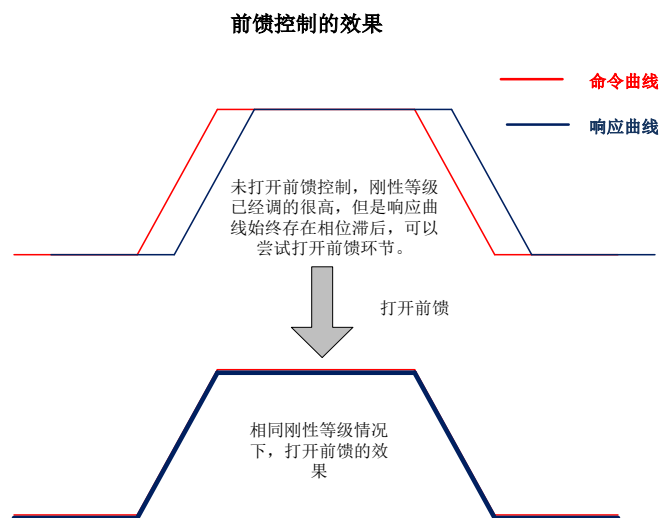 前馈控制的效果
命令曲线
响应曲线
未打开前馈控制，刚性等级
已经调的很高，但是响应曲
线始终存在相位滞后，可以
尝试打开前馈环节。
打开前馈
相同刚性等级情况
下，打开前馈的效
果